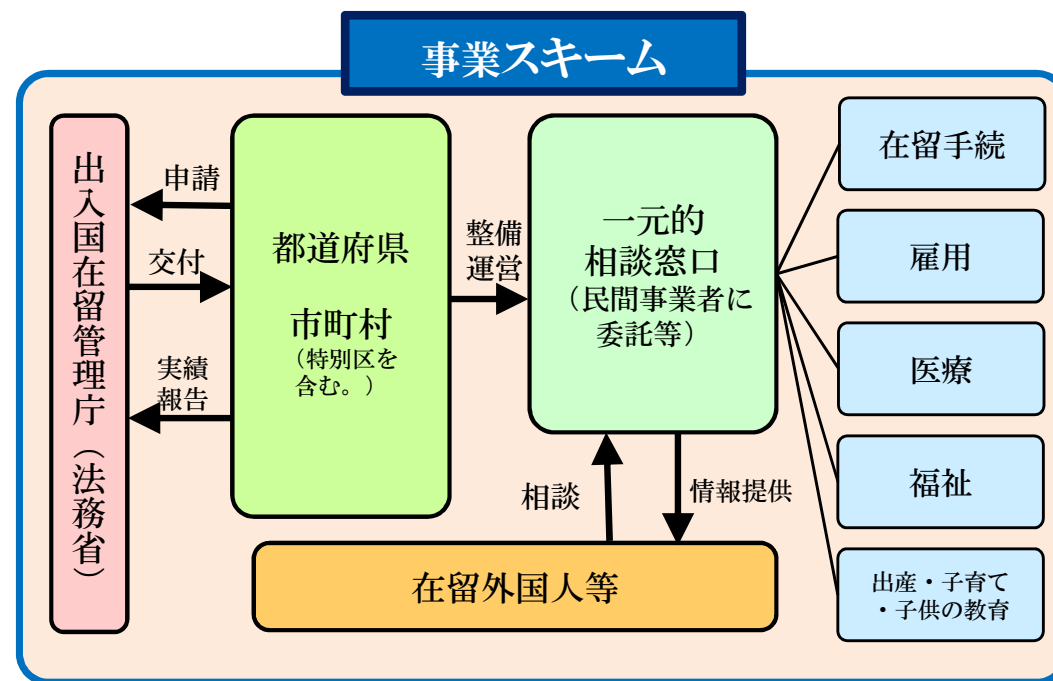 事業スキーム
出入国在留管理庁（法務省）
申請
交付
実績
報告
都道府県
市町村
（特別区を
含む。）
整備
運営
一元的
相談窓口
（民間事業者に
委託等）
相談
情報提供
在留外国人等
在留手続
雇用
医療
福祉
出産・子育て
・子供の教育